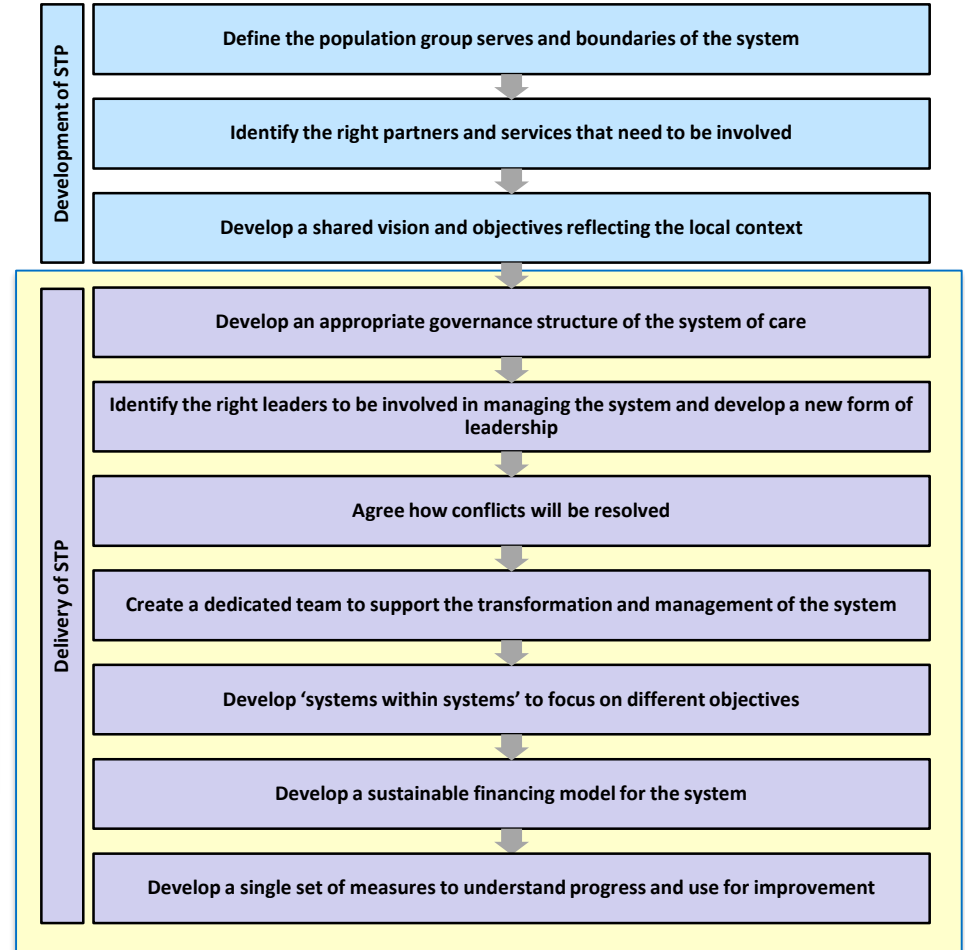 Development of STP
Define the population group serves and boundaries of the system
Identify the right partners and services that need to be involved
Develop a shared vision and objectives reflecting the local context
Delivery of STP
Develop an appropriate governance structure of the system of care
Identify the right leaders to be involved in managing the system and develop a new form of
leadership
Agree how conflicts will be resolved
Create a dedicated team to support the transformation and management of the system
Develop ‘systems within systems’ to focus on different objectives
Develop a sustainable financing model for the system
Develop a single set of measures to understand progress and use for improvement